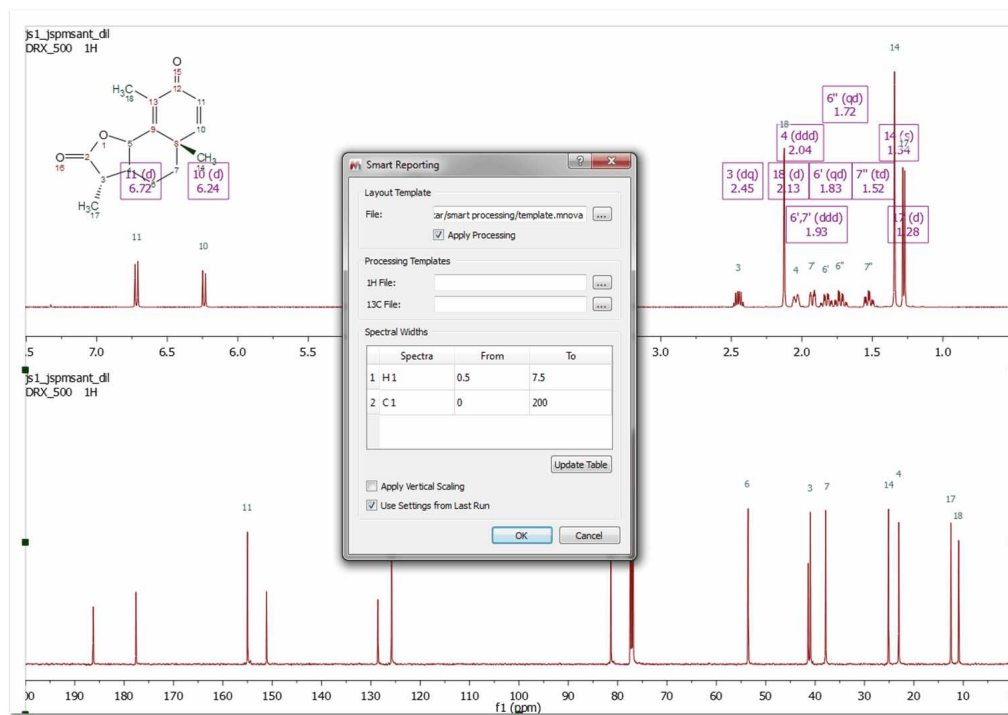 js1_jspmsant_dil
DRX_500 1H
14
O
15
CH₃
18
12
13
11
9
10
O
1
5
8
CH₃
14
O
16
3
7
H₃C
17
11 (d)
6.72
10 (d)
6.24
11
10
6'' (qd)
1.72
18
4 (ddd)
2.04
14 (s)
1.34
17
3 (dq)
2.45
18 (d)
2.13
6' (qd)
1.83
7'' (td)
1.52
6',7' (ddd)
1.93
17 (d)
1.28
3
4
7'
6'
6''
7''
.5
7.0
6.5
6.0
5.5
3.0
2.5
2.0
1.5
1.0
Smart Reporting
Layout Template
File:
:ar/smart processing/template.mnova
...
Apply Processing
Processing Templates
1H File:
...
13C File:
...
Spectral Widths
Spectra
From
To
1
H 1
0.5
7.5
2
C 1
0
200
Update Table
Apply Vertical Scaling
Use Settings from Last Run
OK
Cancel
js1_jspmsant_dil
DRX_500 1H
11
6
3
7
14
4
17
18
00
190
180
170
160
150
140
130
120
110
100
90
80
70
60
50
40
30
20
10
f1 (ppm)